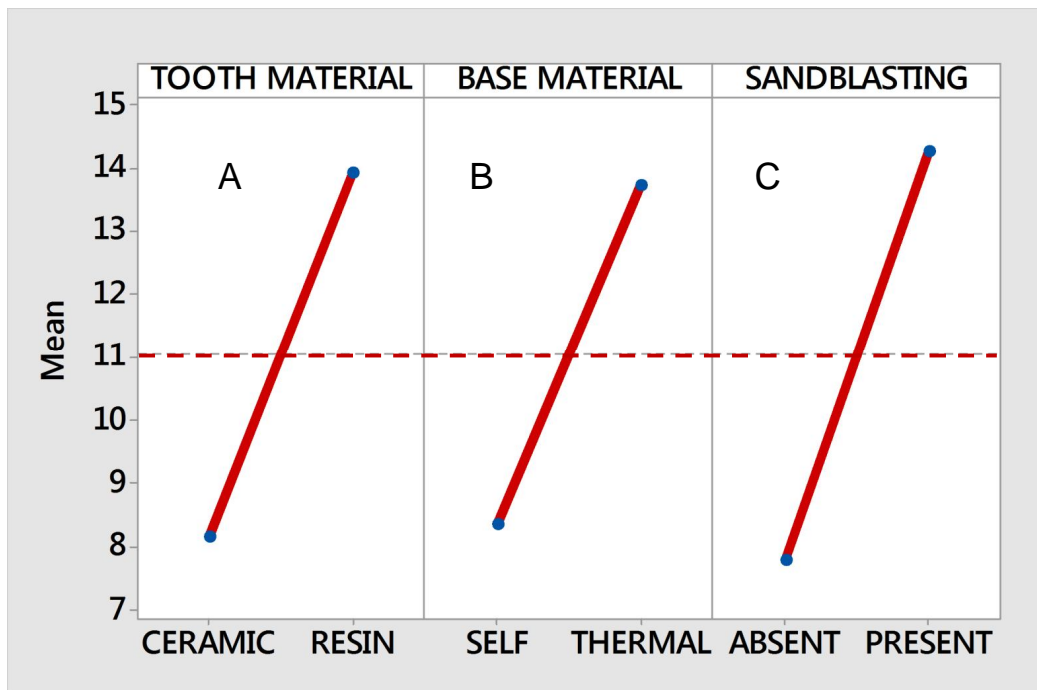 TOOTH MATERIAL BASE MATERIAL SANDBLASTING
15
14
13
12
11
10
9
8
7
Mean
A B C
CERAMIC RESIN SELF THERMAL ABSENT PRESENT